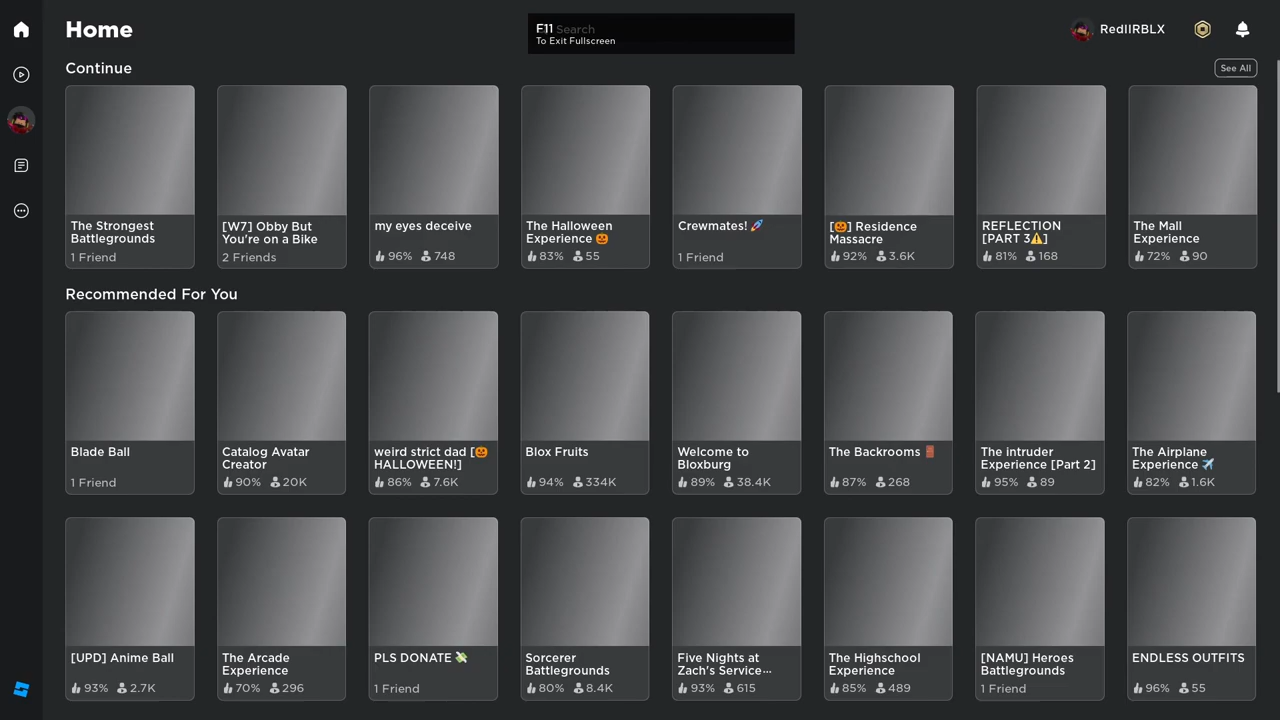 Home
F11 Search
To Exit Fullscreen
RedIIRBLX
Continue
See All
The Strongest
Battlegrounds
1 Friend
[W7] Obby But
You're on a Bike
2 Friends
my eyes deceive
96% 748
The Halloween
Experience 🎃
83% 55
Crewmates! 🚀
1 Friend
[🎃] Residence
Massacre
92% 3.6K
REFLECTION
[PART 3⚠️]
81% 168
The Mall
Experience
72% 90
Recommended For You
Blade Ball
1 Friend
Catalog Avatar
Creator
90% 20K
weird strict dad [🎃
HALLOWEEN!]
86% 7.6K
Blox Fruits
94% 334K
Welcome to
Bloxburg
89% 38.4K
The Backrooms 🚪
87% 268
The intruder
Experience [Part 2]
95% 89
The Airplane
Experience ✈️
82% 1.6K
[UPD] Anime Ball
93% 2.7K
The Arcade
Experience
70% 296
PLS DONATE 💸
1 Friend
Sorcerer
Battlegrounds
80% 8.4K
Five Nights at
Zach's Service...
93% 615
The Highschool
Experience
85% 489
[NAMU] Heroes
Battlegrounds
1 Friend
ENDLESS OUTFITS
96% 55